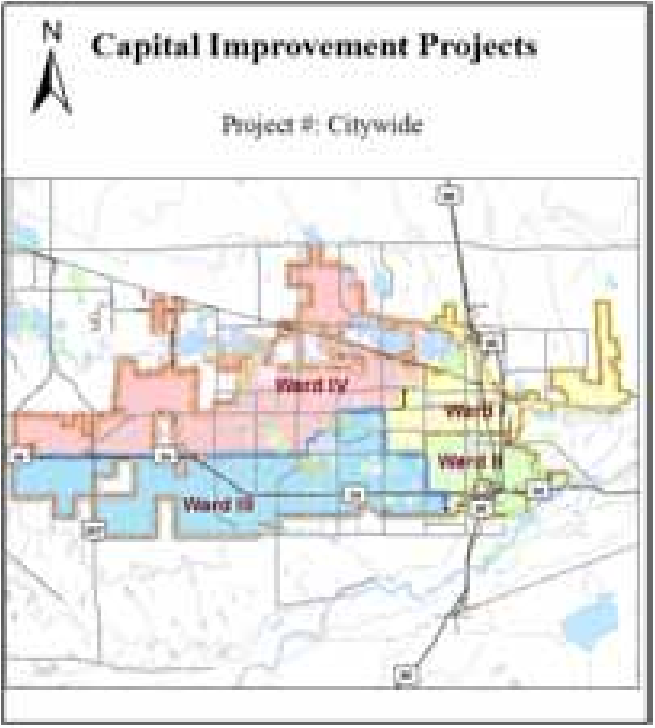 N
Capital Improvement Projects
Project #: Citywide
Ward IV
Ward I
Ward II
Ward III